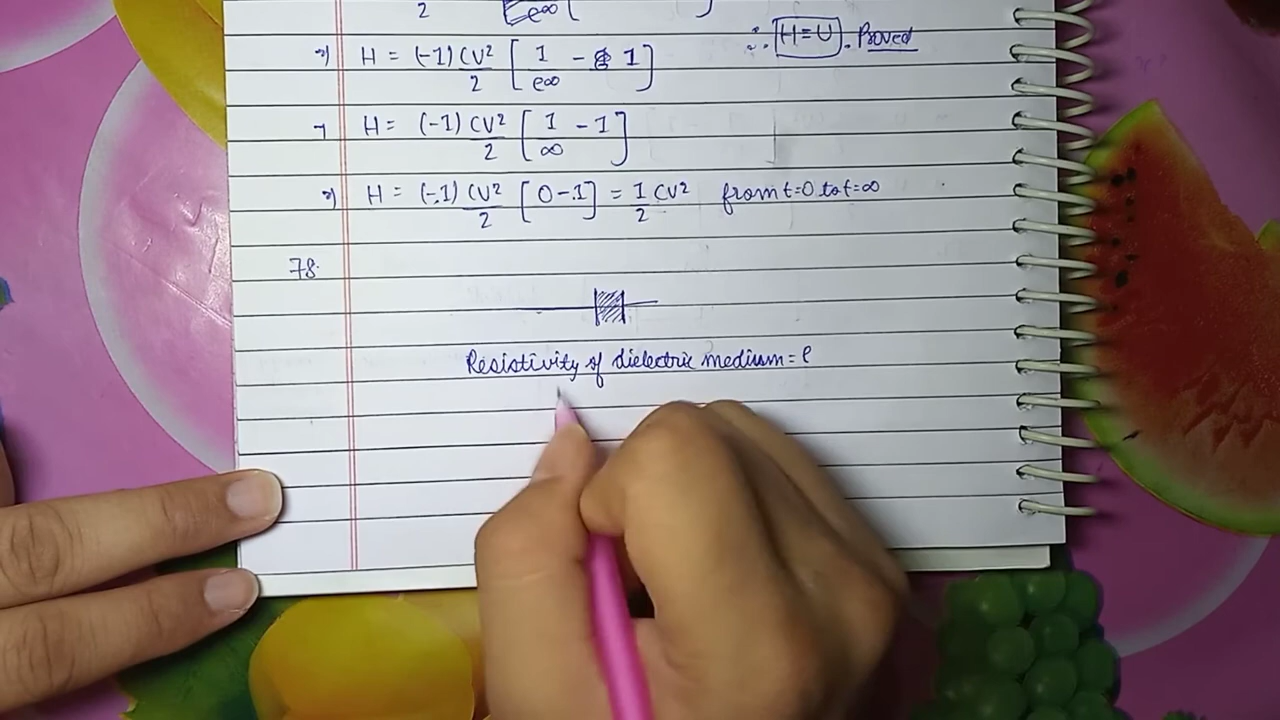 2 e∞
⇒) H = (-1) CV²/2 [1/e∞ - 1] ∴ H=U . Proved
⇒ H = (-1) CV²/2 [1/∞ - 1]
⇒) H = (-1) CV²/2 [0-1] = 1/2 CV² from t=0 to t=∞
78.
Resistivity of dielectric medium = ρ